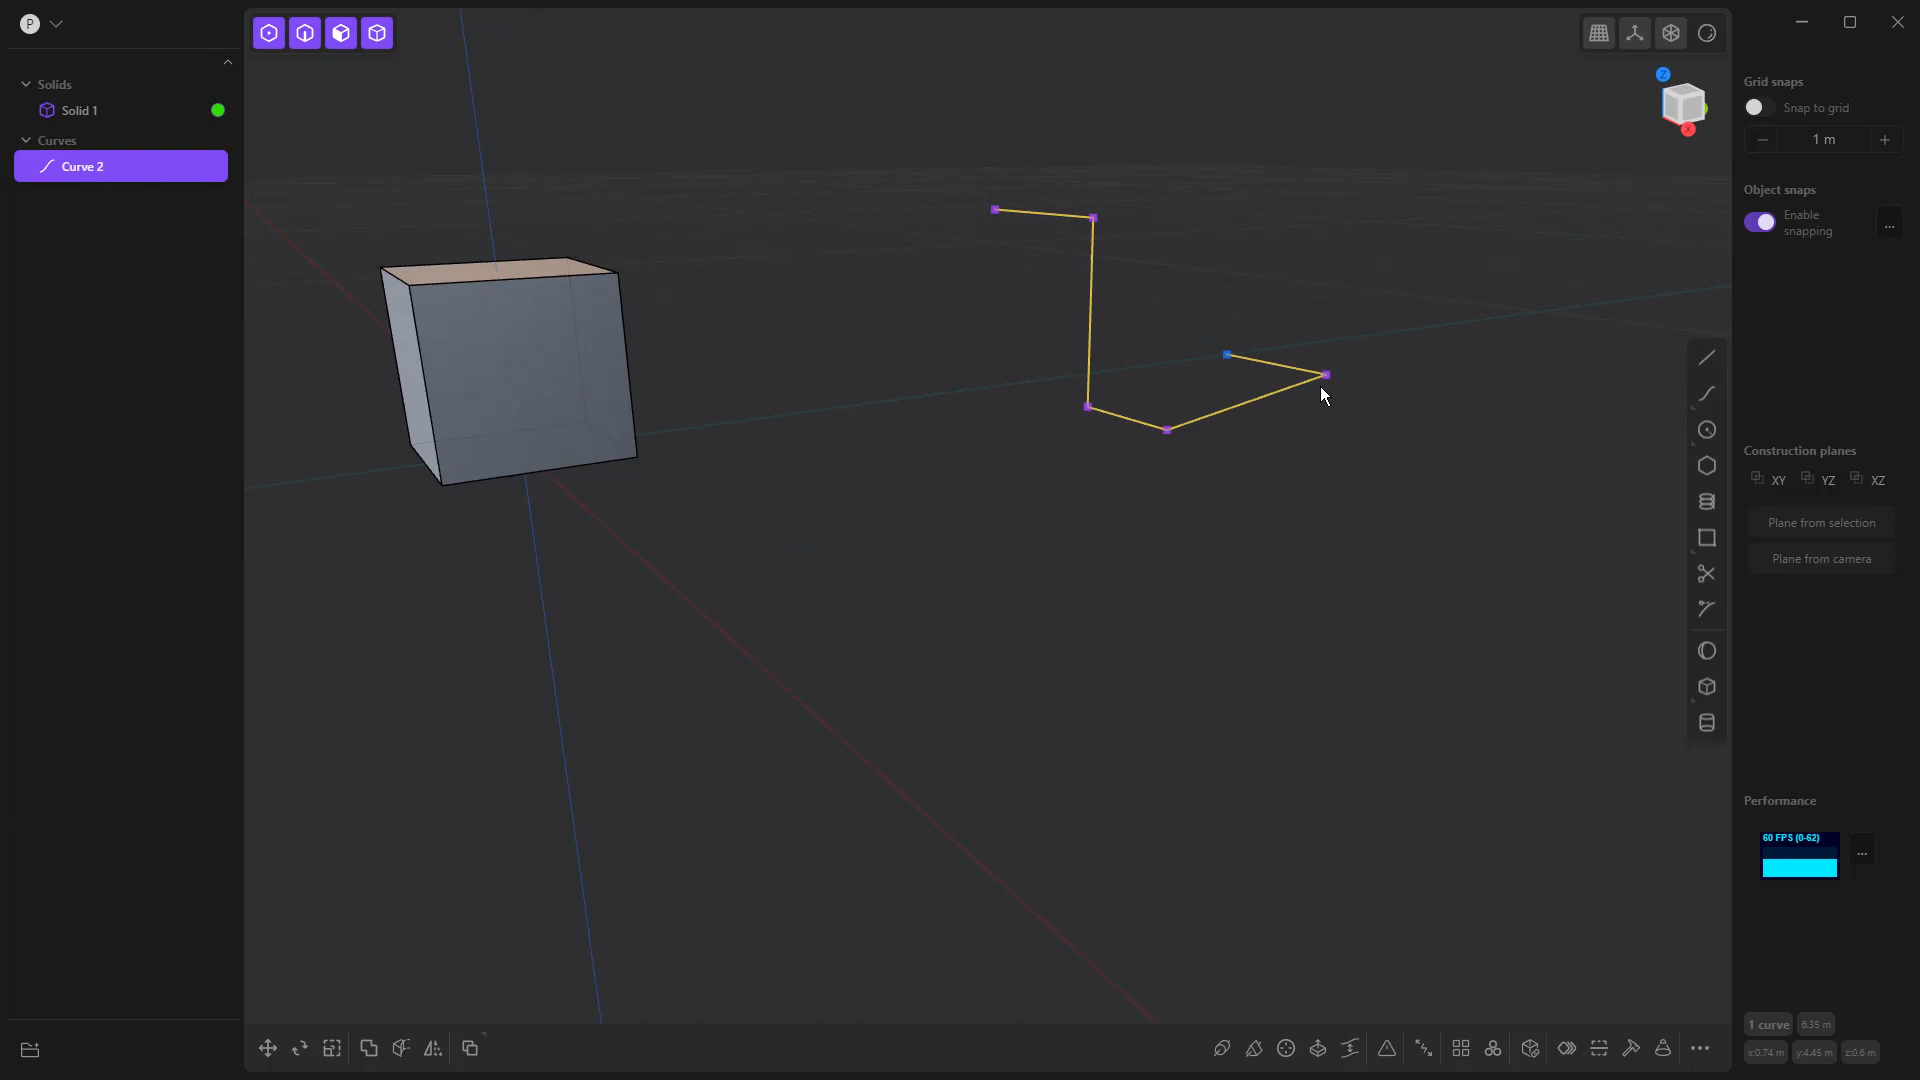 P
Solids
Solid 1
Curves
Curve 2
Z
X
Grid snaps
Snap to grid
1 m
Object snaps
Enable
snapping
...
Construction planes
XY
YZ
XZ
Plane from selection
Plane from camera
Performance
60 FPS (0-62)
...
1 curve
6.35 m
x:0.74 m
y:4.45 m
z:0.6 m